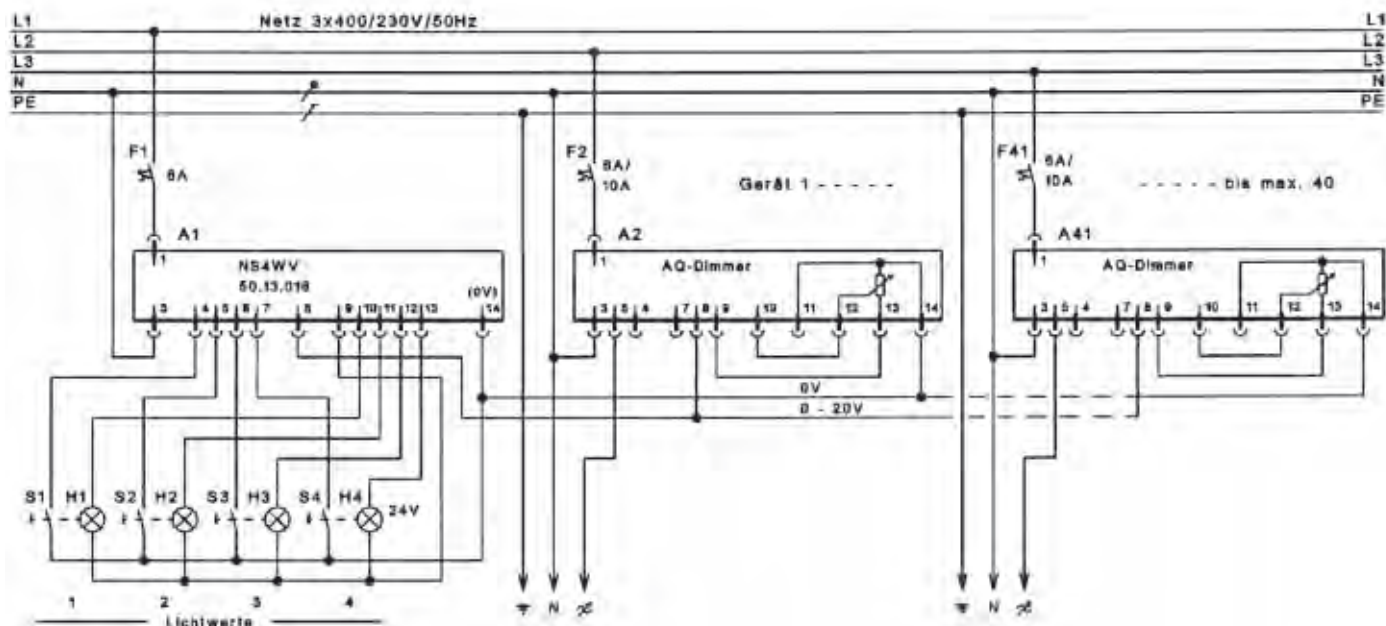 L1 Netz 3x400/230V/50Hz L1
L2 L2
L3 L3
N N
PE PE
F1 F2 F41
6A 6A/ 6A/
10A 10A
Gerät 1 - - - - - - - - - - bis max. 40
A1 A2 A41
1 NS4WV 1 AQ-Dimmer 1 AQ-Dimmer
50.13.016
(0V)
3 4 5 6 7 8 9 10 11 12 13 14
3 5 4 7 8 9 10 11 12 13 14
3 5 4 7 8 9 10 11 12 13 14
0V
0 - 20V
S1 H1 S2 H2 S3 H3 S4 H4 24V
1 2 3 4
N N
Lichtwerte